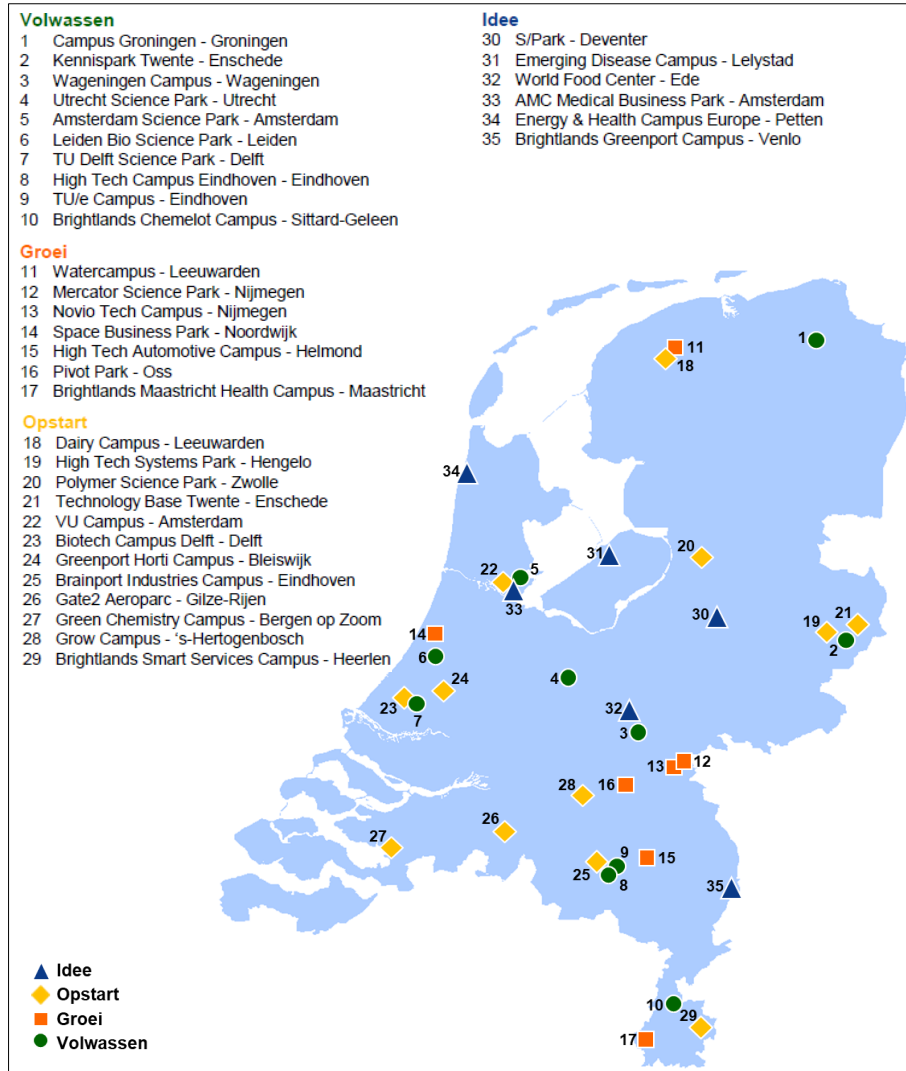 Volwassen
1 Campus Groningen - Groningen
2 Kennispark Twente - Enschede
3 Wageningen Campus - Wageningen
4 Utrecht Science Park - Utrecht
5 Amsterdam Science Park - Amsterdam
6 Leiden Bio Science Park - Leiden
7 TU Delft Science Park - Delft
8 High Tech Campus Eindhoven - Eindhoven
9 TU/e Campus - Eindhoven
10 Brightlands Chemelot Campus - Sittard-Geleen
Groei
11 Watercampus - Leeuwarden
12 Mercator Science Park - Nijmegen
13 Novio Tech Campus - Nijmegen
14 Space Business Park - Noordwijk
15 High Tech Automotive Campus - Helmond
16 Pivot Park - Oss
17 Brightlands Maastricht Health Campus - Maastricht
Opstart
18 Dairy Campus - Leeuwarden
19 High Tech Systems Park - Hengelo
20 Polymer Science Park - Zwolle
21 Technology Base Twente - Enschede
22 VU Campus - Amsterdam
23 Biotech Campus Delft - Delft
24 Greenport Horti Campus - Bleiswijk
25 Brainport Industries Campus - Eindhoven
26 Gate2 Aeroparc - Gilze-Rijen
27 Green Chemistry Campus - Bergen op Zoom
28 Grow Campus - ‘s-Hertogenbosch
29 Brightlands Smart Services Campus - Heerlen
Idee
30 S/Park - Deventer
31 Emerging Disease Campus - Lelystad
32 World Food Center - Ede
33 AMC Medical Business Park - Amsterdam
34 Energy & Health Campus Europe - Petten
35 Brightlands Greenport Campus - Venlo
1
11
18
34
31
20
22
5
33
30
19
21
2
14
6
4
24
23
7
32
3
13
12
16
28
26
27
9
15
25
8
35
10
29
17
Idee
Opstart
Groei
Volwassen